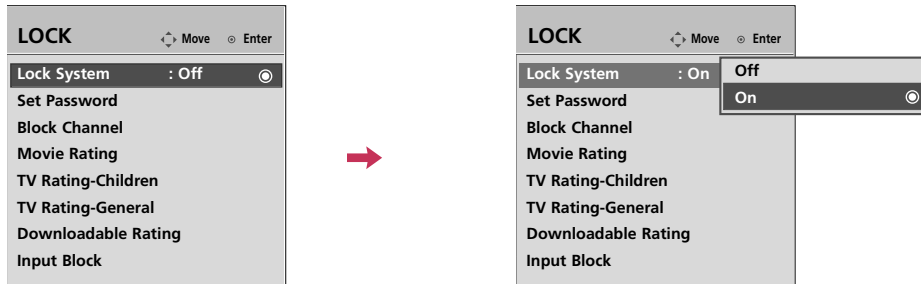 LOCK Move Enter
Lock System : Off
Set Password
Block Channel
Movie Rating
TV Rating-Children
TV Rating-General
Downloadable Rating
Input Block
LOCK Move Enter
Lock System : On
Off
On
Set Password
Block Channel
Movie Rating
TV Rating-Children
TV Rating-General
Downloadable Rating
Input Block